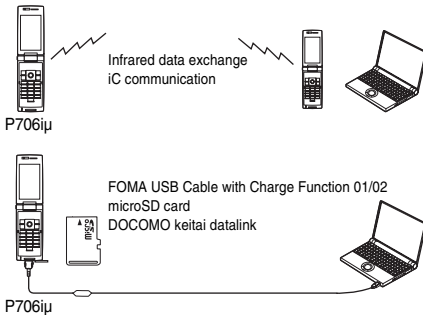 Infrared data exchange
iC communication
P706iμ
FOMA USB Cable with Charge Function 01/02
microSD card
DOCOMO keitai datalink
microSD
P706iμ